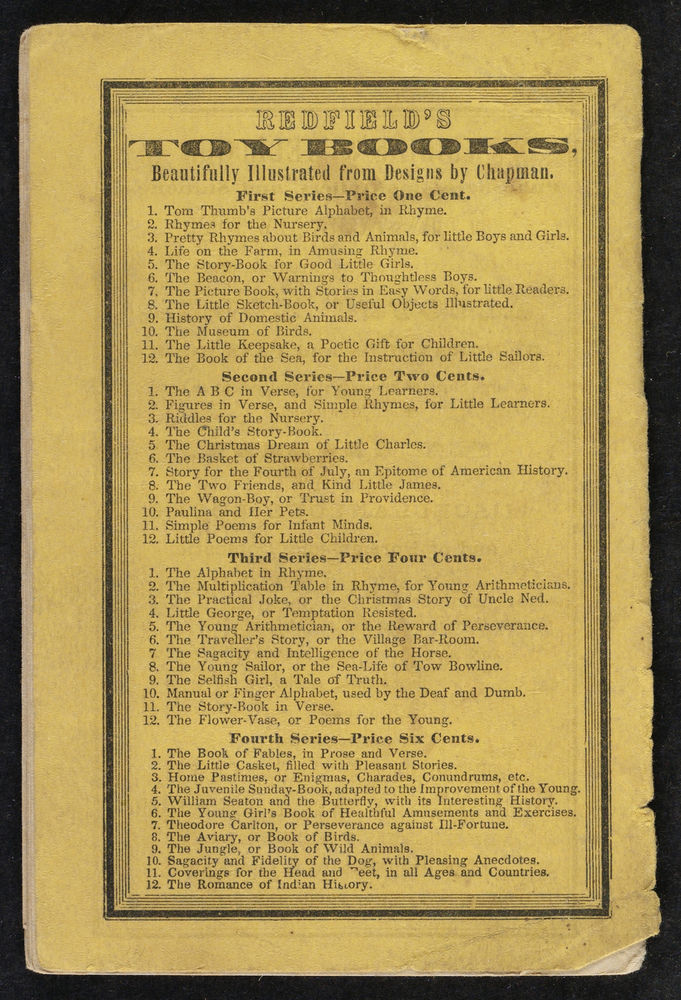 REDFIELD'S
TOY BOOKS,
Beautifully Illustrated from Designs by Chapman.
First Series—Price One Cent.
1. Tom Thumb's Picture Alphabet, in Rhyme.
2. Rhymes for the Nursery.
3. Pretty Rhymes about Birds and Animals, for little Boys and Girls.
4. Life on the Farm, in Amusing Rhyme.
5. The Story-Book for Good Little Girls.
6. The Beacon, or Warnings to Thoughtless Boys.
7. The Picture Book, with Stories in Easy Words, for little Readers.
8. The Little Sketch-Book, or Useful Objects Illustrated.
9. History of Domestic Animals.
10. The Museum of Birds.
11. The Little Keepsake, a Poetic Gift for Children.
12. The Book of the Sea, for the Instruction of Little Sailors.
Second Series—Price Two Cents.
1. The A B C in Verse, for Young Learners.
2. Figures in Verse, and Simple Rhymes, for Little Learners.
3. Riddles for the Nursery.
4. The Child's Story-Book.
5 The Christmas Dream of Little Charles.
6. The Basket of Strawberries.
7. Story for the Fourth of July, an Epitome of American History.
8. The Two Friends, and Kind Little James.
9. The Wagon-Boy, or Trust in Providence.
10. Paulina and Her Pets.
11. Simple Poems for Infant Minds.
12. Little Poems for Little Children.
Third Series—Price Four Cents.
1. The Alphabet in Rhyme.
2. The Multiplication Table in Rhyme, for Young Arithmeticians.
3. The Practical Joke, or the Christmas Story of Uncle Ned.
4. Little George, or Temptation Resisted.
5. The Young Arithmetician, or the Reward of Perseverance.
6. The Traveller's Story, or the Village Bar-Room.
7 The Sagacity and Intelligence of the Horse.
8. The Young Sailor, or the Sea-Life of Tow Bowline.
9. The Selfish Girl, a Tale of Truth.
10. Manual or Finger Alphabet, used by the Deaf and Dumb.
11. The Story-Book in Verse.
12. The Flower-Vase, or Poems for the Young.
Fourth Series—Price Six Cents.
1. The Book of Fables, in Prose and Verse.
2. The Little Casket, filled with Pleasant Stories.
3. Home Pastimes, or Enigmas, Charades, Conundrums, etc.
4. The Juvenile Sunday-Book, adapted to the Improvement of the Young.
5. William Seaton and the Butterfly, with its Interesting History.
6. The Young Girl's Book of Healthful Amusements and Exercises.
7. Theodore Carlton, or Perseverance against Ill-Fortune.
8. The Aviary, or Book of Birds.
9. The Jungle, or Book of Wild Animals.
10. Sagacity and Fidelity of the Dog, with Pleasing Anecdotes.
11. Coverings for the Head and Feet, in all Ages and Countries.
12. The Romance of Indian History.